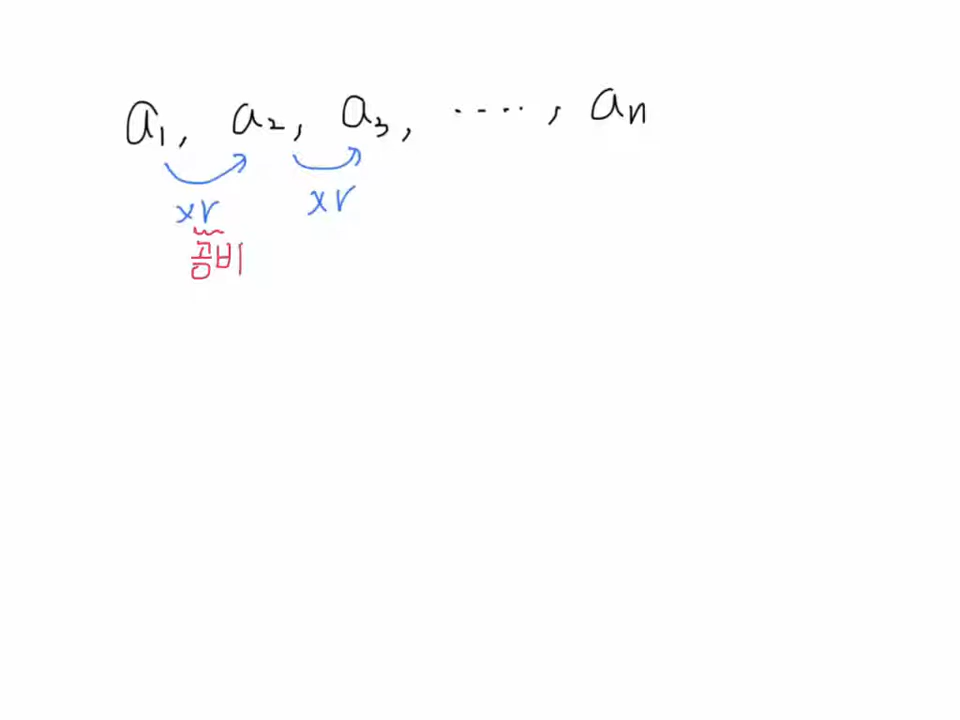 a₁, a₂, a₃, ····, aₙ
×r ×r
공비